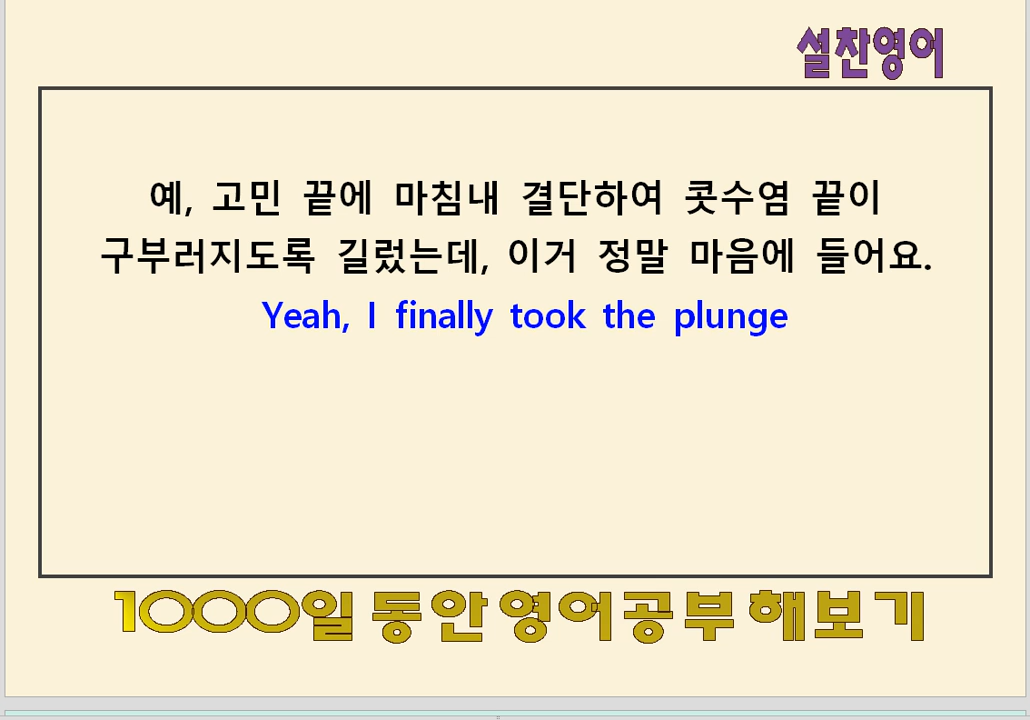 설찬영어
예, 고민 끝에 마침내 결단하여 콧수염 끝이
구부러지도록 길렀는데, 이거 정말 마음에 들어요.
Yeah, I finally took the plunge
1000일 동안 영어공부 해보기